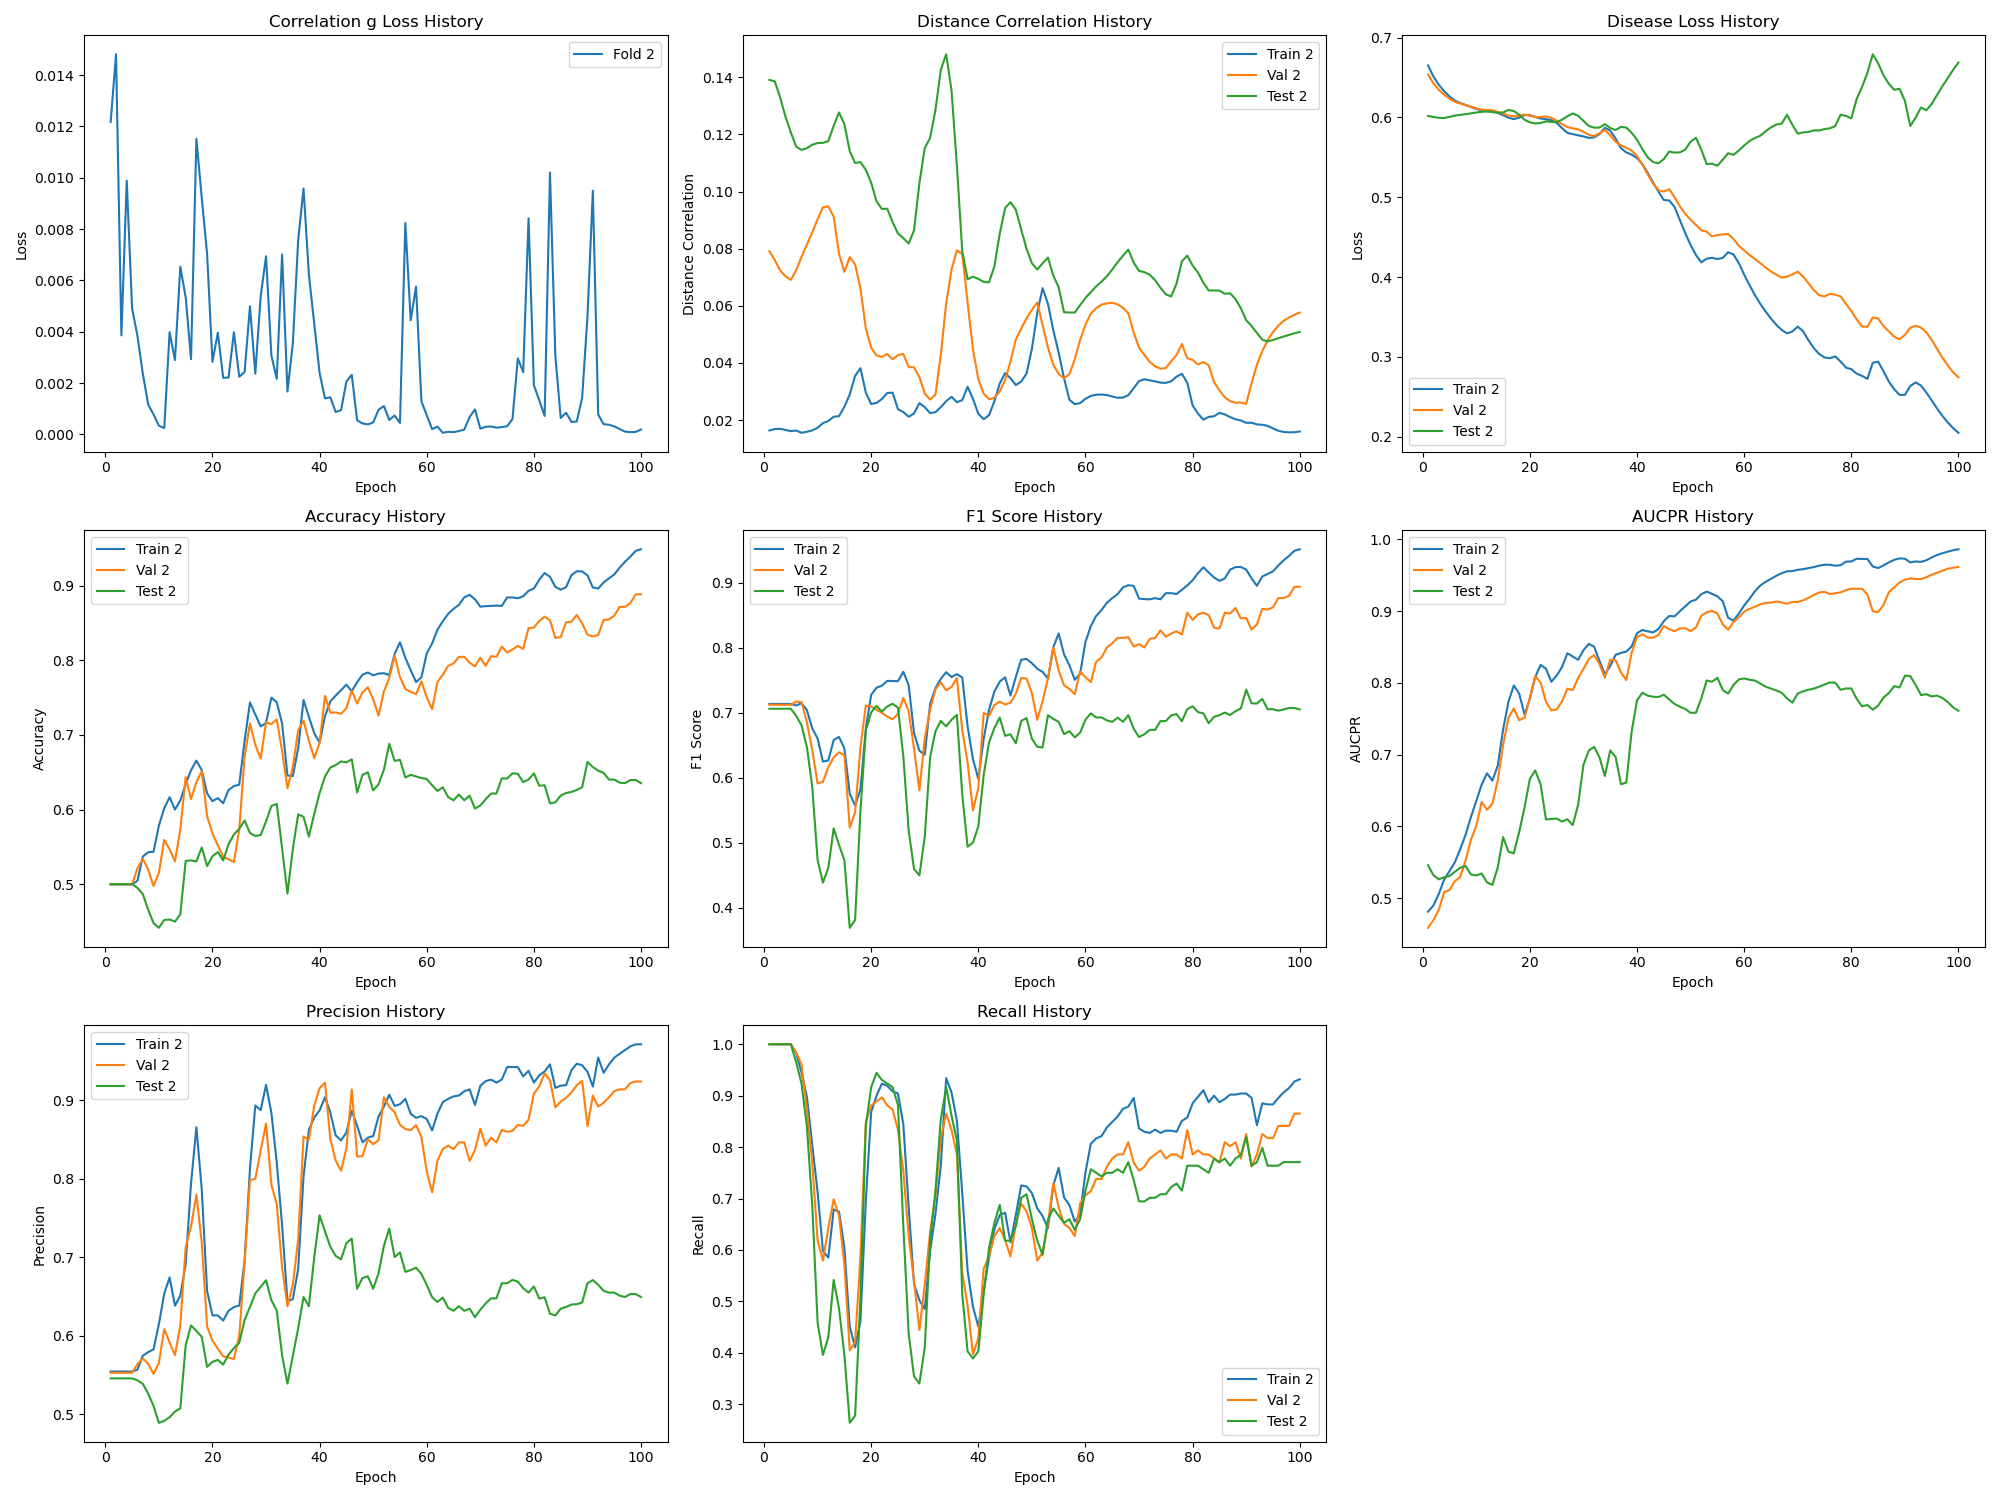 Correlation g Loss History
Loss
0.014
0.012
0.010
0.008
0.006
0.004
0.002
0.000
Fold 2
0 20 40 60 80 100
Epoch
Distance Correlation History
Distance Correlation
0.14
0.12
0.10
0.08
0.06
0.04
0.02
Train 2
Val 2
Test 2
0 20 40 60 80 100
Epoch
Disease Loss History
Loss
0.7
0.6
0.5
0.4
0.3
0.2
Train 2
Val 2
Test 2
0 20 40 60 80 100
Epoch
Accuracy History
Accuracy
0.9
0.8
0.7
0.6
0.5
Train 2
Val 2
Test 2
0 20 40 60 80 100
Epoch
F1 Score History
F1 Score
0.9
0.8
0.7
0.6
0.5
0.4
Train 2
Val 2
Test 2
0 20 40 60 80 100
Epoch
AUCPR History
AUCPR
1.0
0.9
0.8
0.7
0.6
0.5
Train 2
Val 2
Test 2
0 20 40 60 80 100
Epoch
Precision History
Precision
0.9
0.8
0.7
0.6
0.5
Train 2
Val 2
Test 2
0 20 40 60 80 100
Epoch
Recall History
Recall
1.0
0.9
0.8
0.7
0.6
0.5
0.4
0.3
Train 2
Val 2
Test 2
0 20 40 60 80 100
Epoch